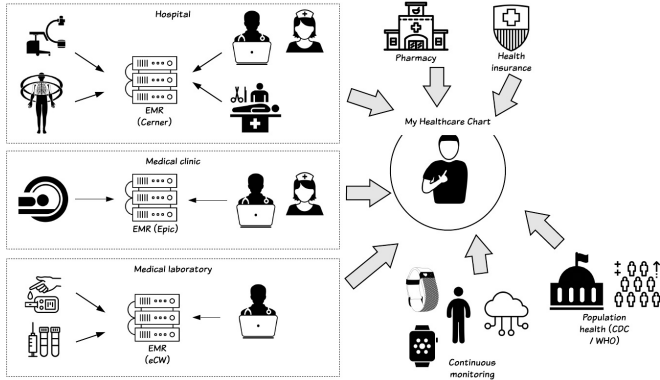 Hospital
EMR
(Cerner)
Medical clinic
EMR (Epic)
Medical laboratory
EMR
(eCW)
Pharmacy
Health
insurance
My Healthcare Chart
Continuous
monitoring
Population
health (CDC
/ WHO)